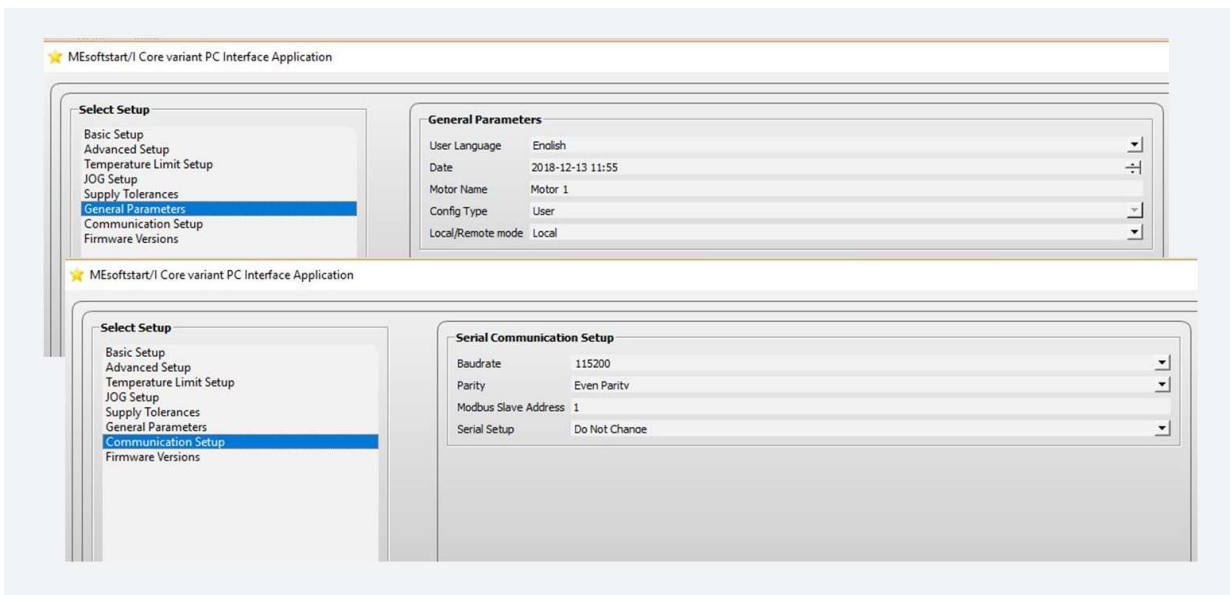 MEsoftstart/I Core variant PC Interface Application
Select Setup
Basic Setup
Advanced Setup
Temperature Limit Setup
JOG Setup
Supply Tolerances
General Parameters
Communication Setup
Firmware Versions
General Parameters
User Language English
Date 2018-12-13 11:55
Motor Name Motor 1
Config Type User
Local/Remote mode Local
MEsoftstart/I Core variant PC Interface Application
Select Setup
Basic Setup
Advanced Setup
Temperature Limit Setup
JOG Setup
Supply Tolerances
General Parameters
Communication Setup
Firmware Versions
Serial Communication Setup
Baudrate 115200
Parity Even Parity
Modbus Slave Address 1
Serial Setup Do Not Change